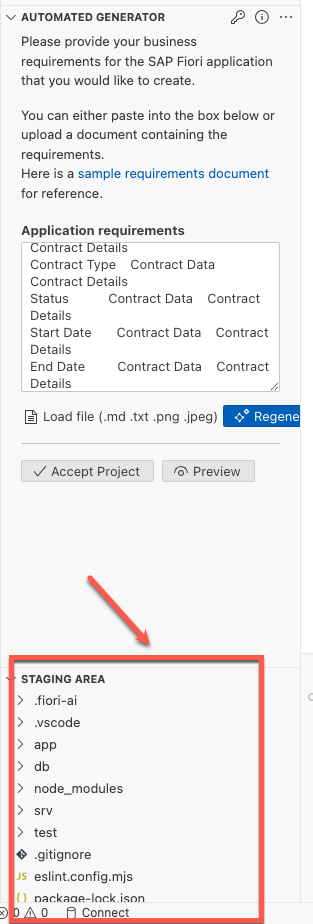 AUTOMATED GENERATOR
Please provide your business
requirements for the SAP Fiori application
that you would like to create.
You can either paste into the box below or
upload a document containing the
requirements.
Here is a sample requirements document
for reference.
Application requirements
Contract Details
Contract Type Contract Data
Contract Details
Status Contract Data Contract
Details
Start Date Contract Data Contract
Details
End Date Contract Data Contract
Details
Load file (.md .txt .png .jpeg) Regene
Accept Project Preview
STAGING AREA
.fiori-ai
.vscode
app
db
node_modules
srv
test
.gitignore
JS eslint.config.mjs
{} package-lock.json
0 0 Connect